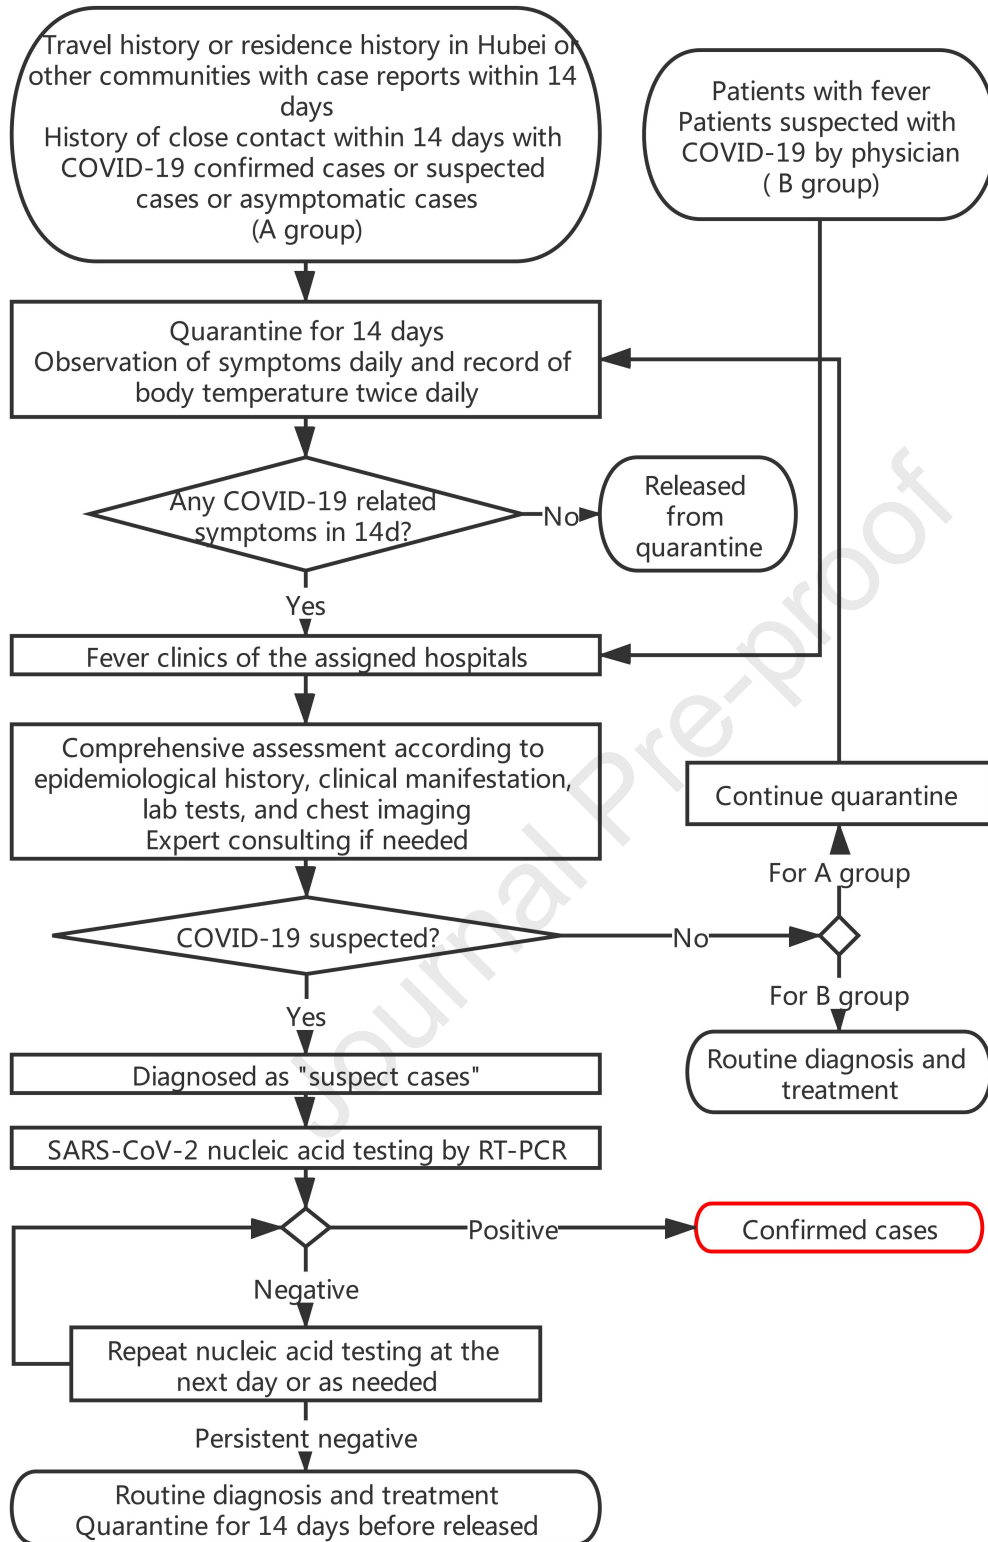 Travel history or residence history in Hubei or
other communities with case reports within 14
days
History of close contact within 14 days with
COVID-19 confirmed cases or suspected
cases or asymptomatic cases
(A group)
Patients with fever
Patients suspected with
COVID-19 by physician
( B group)
Quarantine for 14 days
Observation of symptoms daily and record of
body temperature twice daily
Any COVID-19 related
symptoms in 14d?
No
Released
from
quarantine
Yes
Fever clinics of the assigned hospitals
Comprehensive assessment according to
epidemiological history, clinical manifestation,
lab tests, and chest imaging
Expert consulting if needed
Continue quarantine
For A group
COVID-19 suspected?
No
For B group
Yes
Routine diagnosis and
treatment
Diagnosed as "suspect cases"
SARS-CoV-2 nucleic acid testing by RT-PCR
Positive
Confirmed cases
Negative
Repeat nucleic acid testing at the
next day or as needed
Persistent negative
Routine diagnosis and treatment
Quarantine for 14 days before released
Journal Pre-proof